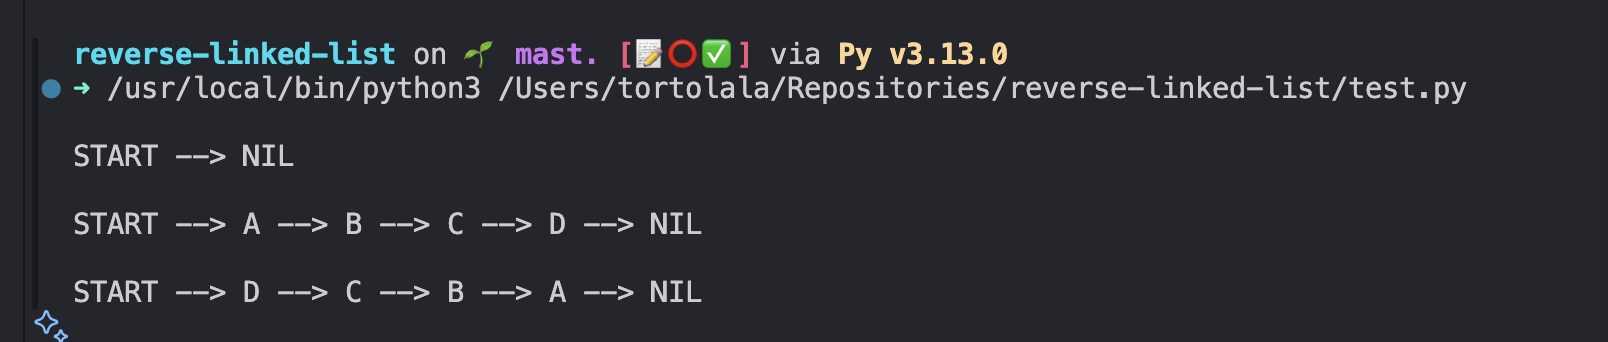 reverse-linked-list on 🌱 mast. [📝⭕✅] via Py v3.13.0
➜ /usr/local/bin/python3 /Users/tortolala/Repositories/reverse-linked-list/test.py
START --> NIL
START --> A --> B --> C --> D --> NIL
START --> D --> C --> B --> A --> NIL